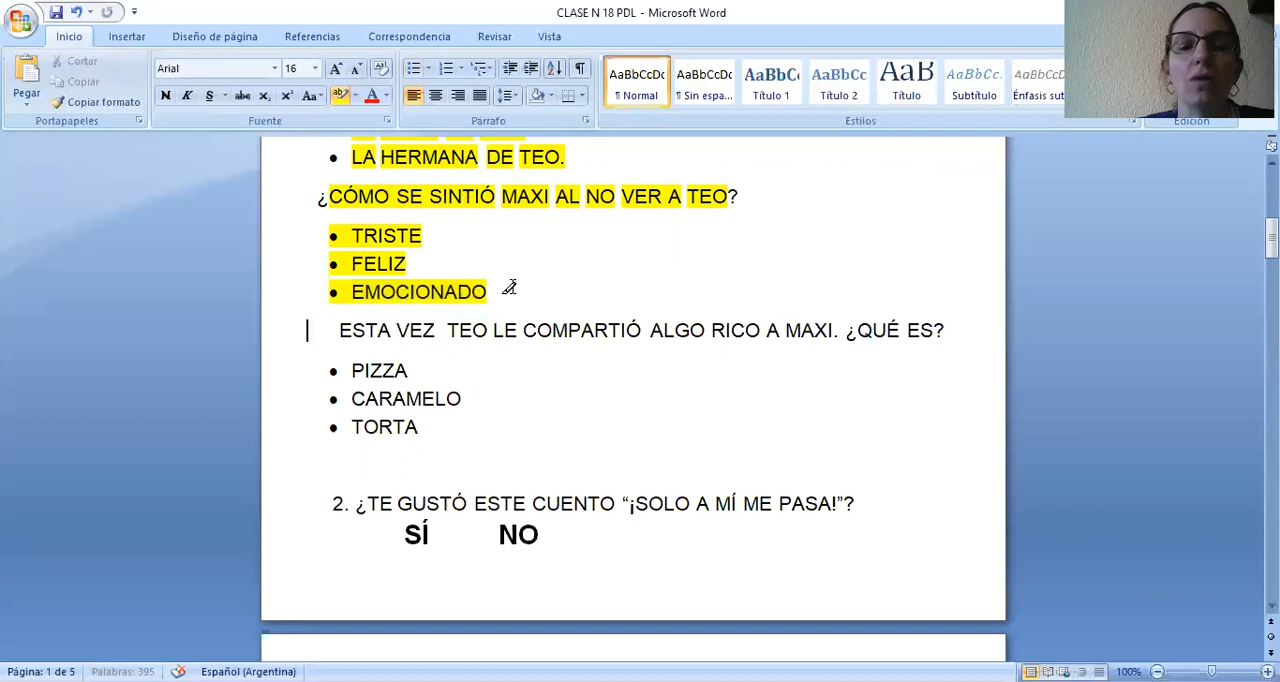 CLASE N 18 PDL - Microsoft Word
Inicio Insertar Diseño de página Referencias Correspondencia Revisar Vista
Pegar
Cortar
Copiar
Copiar formato
Portapapeles
Arial 16
Fuente
Párrafo
AaBbCcDc AaBbCcDc AaBbC AaBbCc AaB AaBbCc. AaBbCcDc
¶ Normal ¶ Sin espa... Título 1 Título 2 Título Subtítulo Énfasis sut
Estilos
Edición
• LA HERMANA DE TEO.
¿CÓMO SE SINTIÓ MAXI AL NO VER A TEO?
• TRISTE
• FELIZ
• EMOCIONADO
ESTA VEZ TEO LE COMPARTIÓ ALGO RICO A MAXI. ¿QUÉ ES?
• PIZZA
• CARAMELO
• TORTA
2. ¿TE GUSTÓ ESTE CUENTO “¡SOLO A MÍ ME PASA!”?
SÍ NO
Página: 1 de 5 Palabras: 395 Español (Argentina) 100%